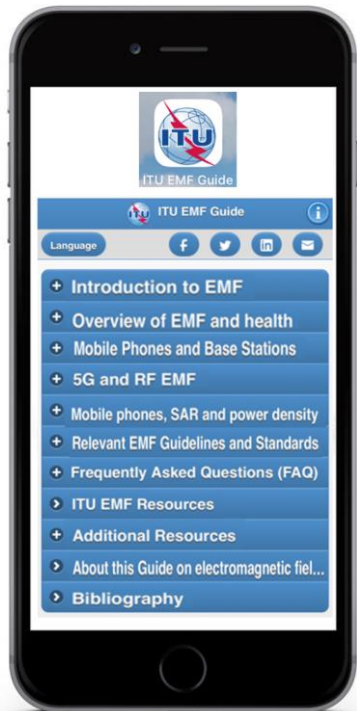 ITU
ITU EMF Guide
ITU
ITU EMF Guide
i
Language
f
in
Introduction to EMF
Overview of EMF and health
Mobile Phones and Base Stations
5G and RF EMF
Mobile phones, SAR and power density
Relevant EMF Guidelines and Standards
Frequently Asked Questions (FAQ)
ITU EMF Resources
Additional Resources
About this Guide on electromagnetic fiel...
Bibliography